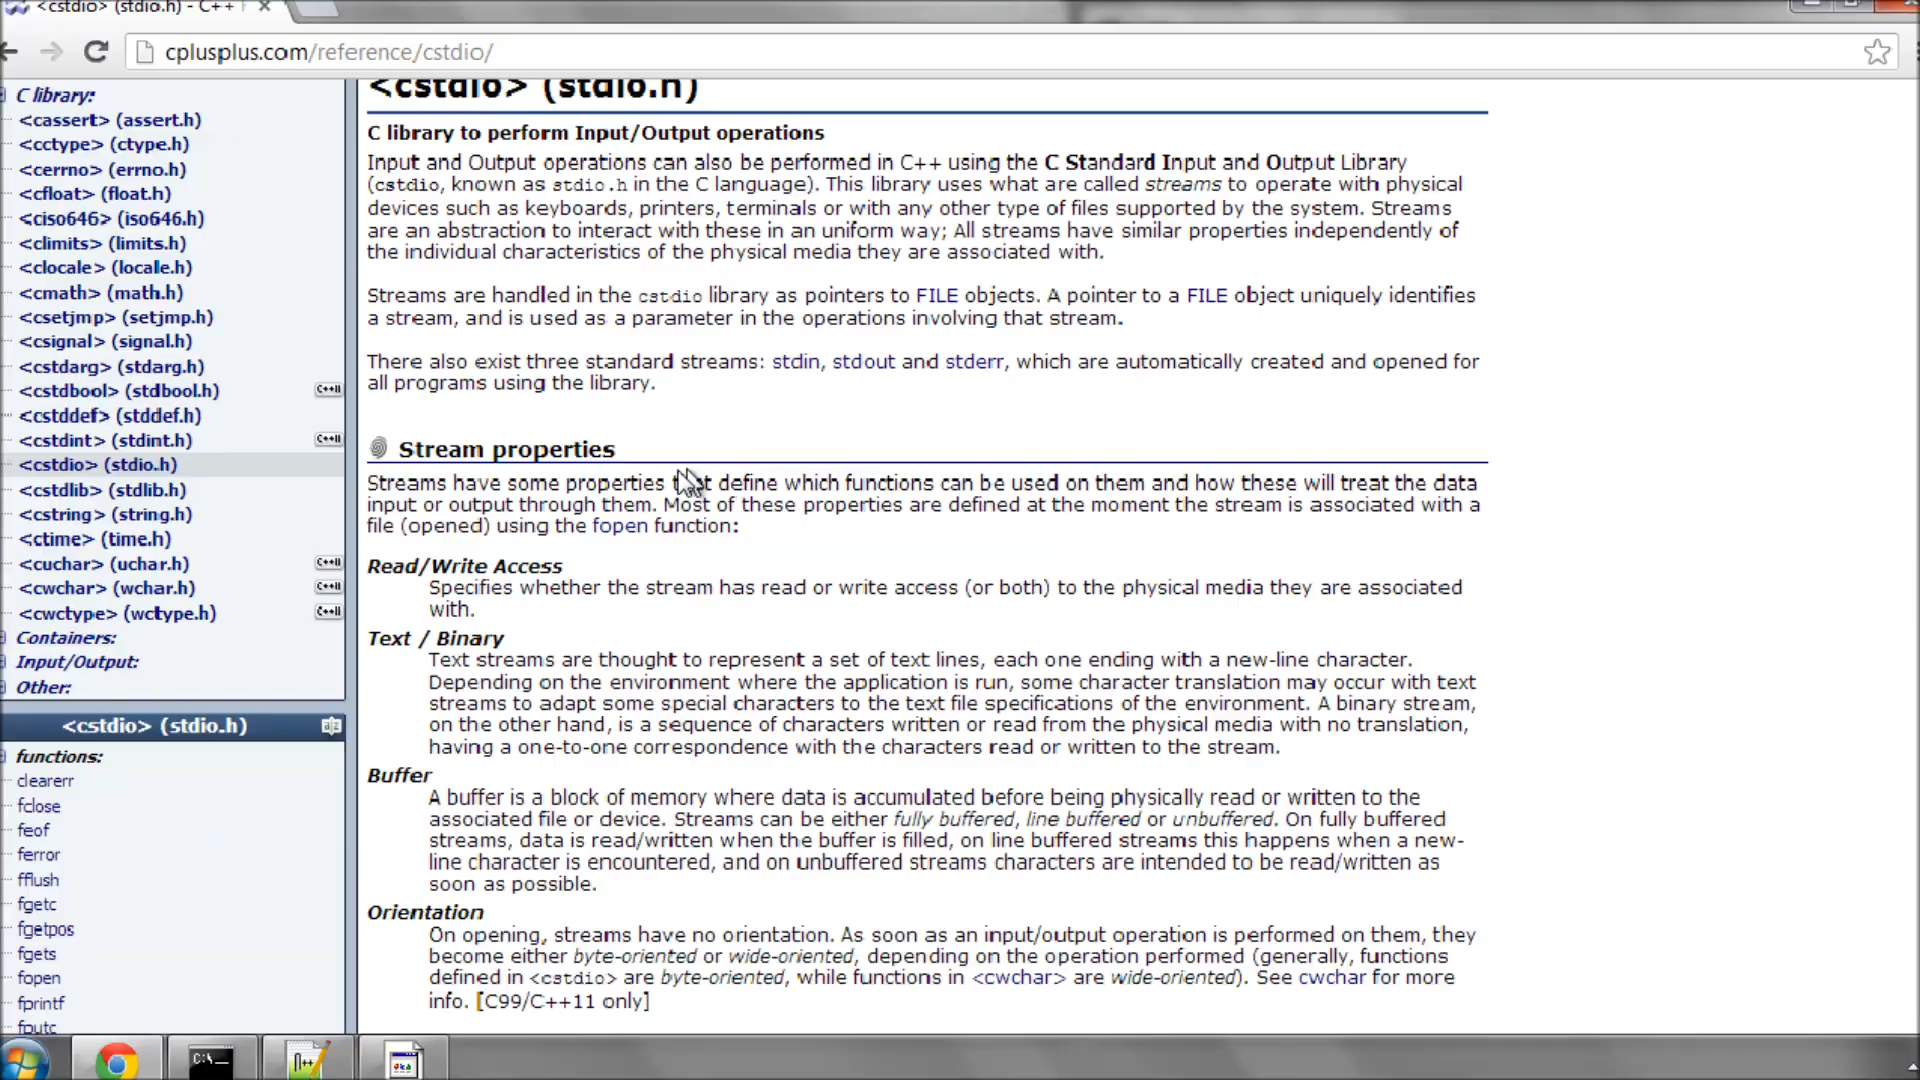 <cstdio> (stdio.h) - C++
cplusplus.com/reference/cstdio/
C library:
<cassert> (assert.h)
<cctype> (ctype.h)
<cerrno> (errno.h)
<cfloat> (float.h)
<ciso646> (iso646.h)
<climits> (limits.h)
<clocale> (locale.h)
<cmath> (math.h)
<csetjmp> (setjmp.h)
<csignal> (signal.h)
<cstdarg> (stdarg.h)
<cstdbool> (stdbool.h) C++11
<cstddef> (stddef.h)
<cstdint> (stdint.h) C++11
<cstdio> (stdio.h)
<cstdlib> (stdlib.h)
<cstring> (string.h)
<ctime> (time.h)
<cuchar> (uchar.h) C++11
<cwchar> (wchar.h) C++11
<cwctype> (wctype.h) C++11
Containers:
Input/Output:
Other:
<cstdio> (stdio.h)
functions:
clearerr
fclose
feof
ferror
fflush
fgetc
fgetpos
fgets
fopen
fprintf
fputc
<cstdio> (stdio.h)
C library to perform Input/Output operations
Input and Output operations can also be performed in C++ using the C Standard Input and Output Library
(cstdio, known as stdio.h in the C language). This library uses what are called streams to operate with physical
devices such as keyboards, printers, terminals or with any other type of files supported by the system. Streams
are an abstraction to interact with these in an uniform way; All streams have similar properties independently of
the individual characteristics of the physical media they are associated with.
Streams are handled in the cstdio library as pointers to FILE objects. A pointer to a FILE object uniquely identifies
a stream, and is used as a parameter in the operations involving that stream.
There also exist three standard streams: stdin, stdout and stderr, which are automatically created and opened for
all programs using the library.
Stream properties
Streams have some properties that define which functions can be used on them and how these will treat the data
input or output through them. Most of these properties are defined at the moment the stream is associated with a
file (opened) using the fopen function:
Read/Write Access
Specifies whether the stream has read or write access (or both) to the physical media they are associated
with.
Text / Binary
Text streams are thought to represent a set of text lines, each one ending with a new-line character.
Depending on the environment where the application is run, some character translation may occur with text
streams to adapt some special characters to the text file specifications of the environment. A binary stream,
on the other hand, is a sequence of characters written or read from the physical media with no translation,
having a one-to-one correspondence with the characters read or written to the stream.
Buffer
A buffer is a block of memory where data is accumulated before being physically read or written to the
associated file or device. Streams can be either fully buffered, line buffered or unbuffered. On fully buffered
streams, data is read/written when the buffer is filled, on line buffered streams this happens when a new-
line character is encountered, and on unbuffered streams characters are intended to be read/written as
soon as possible.
Orientation
On opening, streams have no orientation. As soon as an input/output operation is performed on them, they
become either byte-oriented or wide-oriented, depending on the operation performed (generally, functions
defined in <cstdio> are byte-oriented, while functions in <cwchar> are wide-oriented). See cwchar for more
info. [C99/C++11 only]
C:\